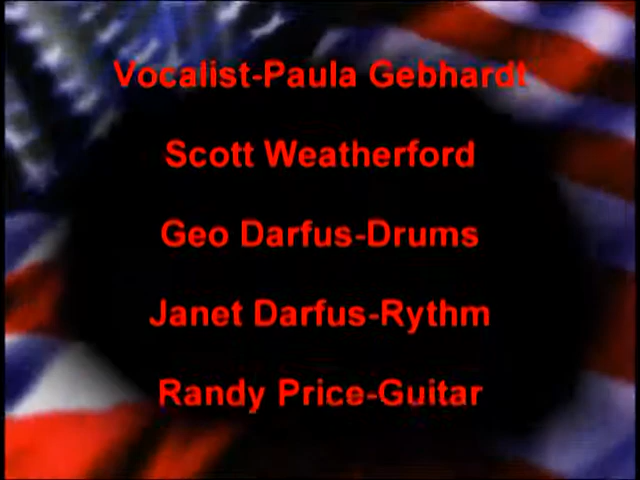 Vocalist-Paula Gebhardt
Scott Weatherford
Geo Darfus-Drums
Janet Darfus-Rythm
Randy Price-Guitar